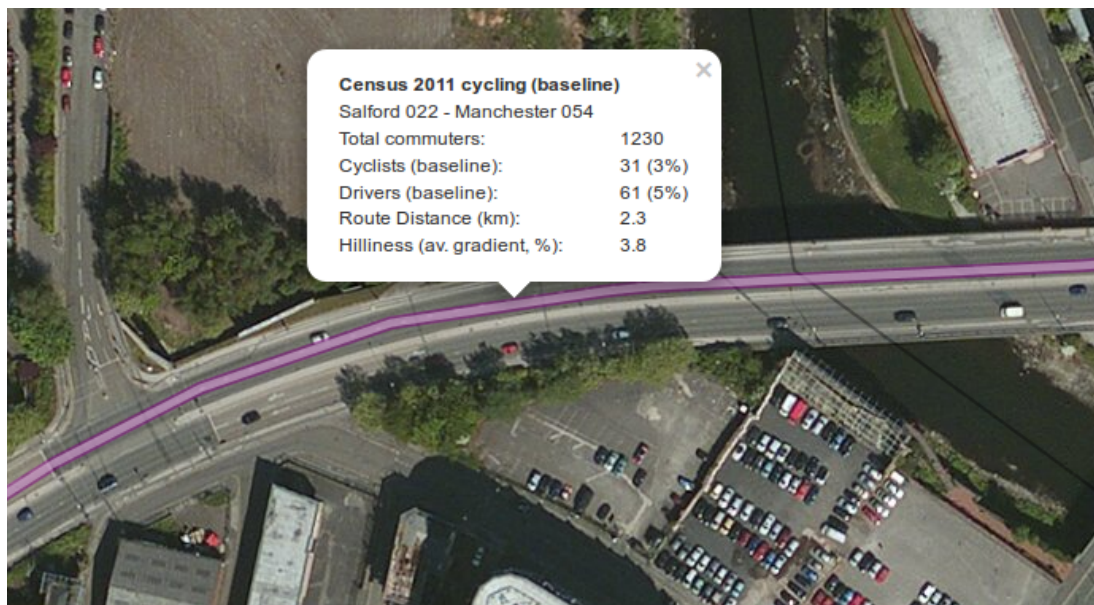 Census 2011 cycling (baseline)
Salford 022 - Manchester 054
Total commuters: 1230
Cyclists (baseline): 31 (3%)
Drivers (baseline): 61 (5%)
Route Distance (km): 2.3
Hilliness (av. gradient, %): 3.8